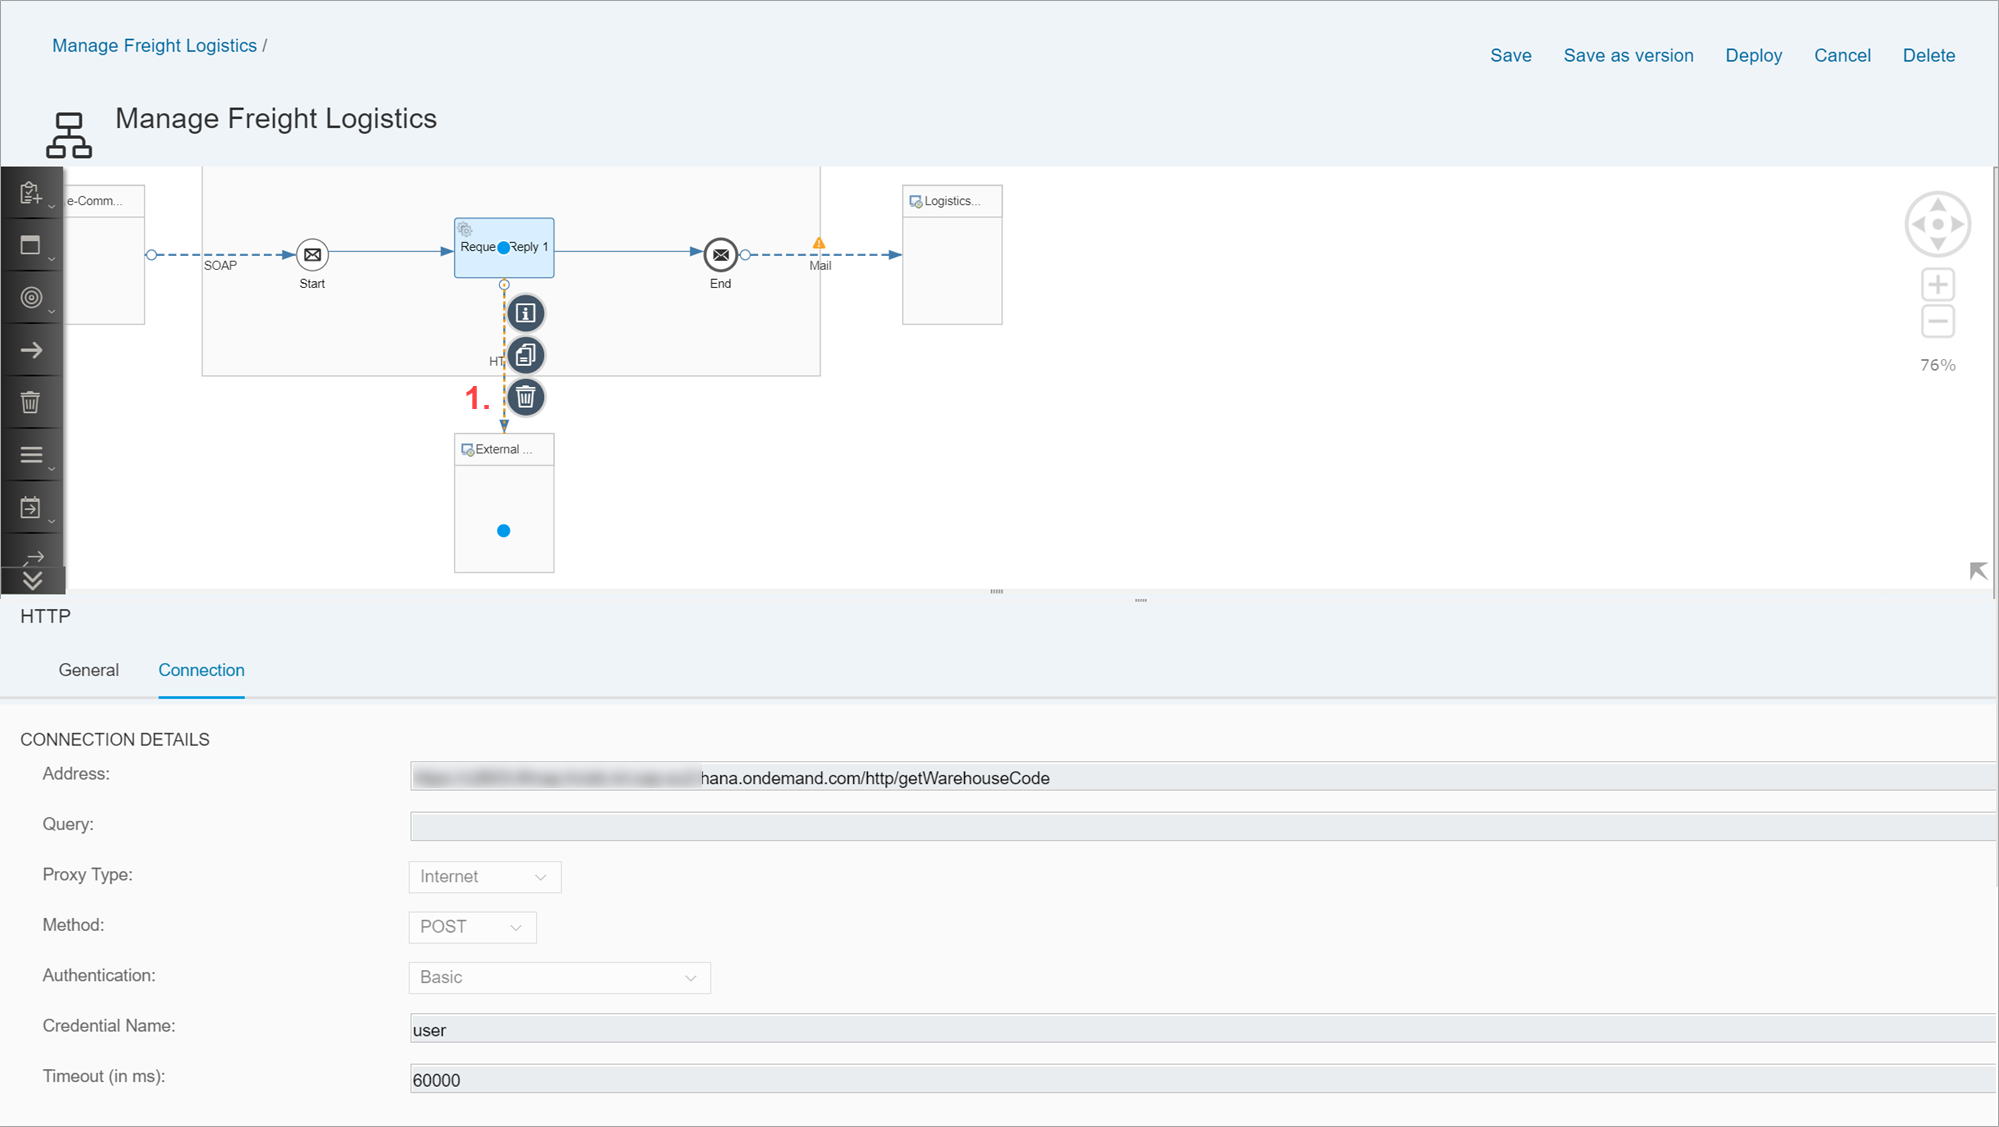 Manage Freight Logistics /
Save
Save as version
Deploy
Cancel
Delete
Manage Freight Logistics
e-Comm...
Logistics...
Reque Reply 1
SOAP
Mail
Start
End
HT
76%
1.
External ...
HTTP
General
Connection
CONNECTION DETAILS
Address:
hana.ondemand.com/http/getWarehouseCode
Query:
Proxy Type:
Internet
Method:
POST
Authentication:
Basic
Credential Name:
user
Timeout (in ms):
60000